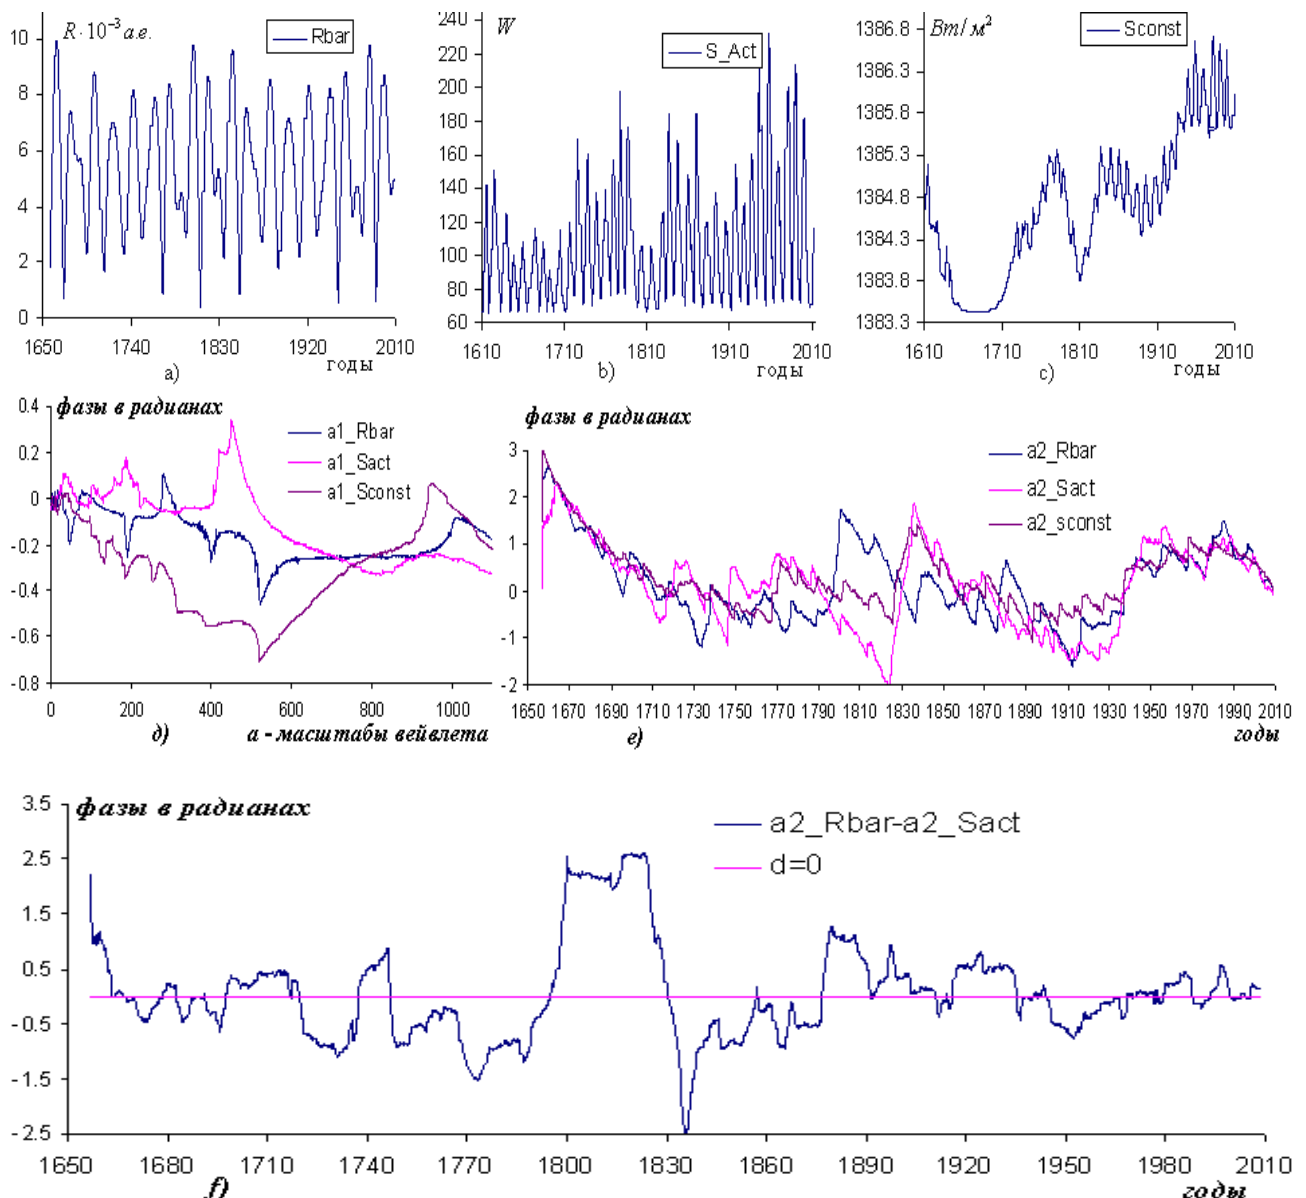 R · 10⁻³ а.е.
Rbar
10
8
6
4
2
0
1650 1740 1830 1920 2010
годы
a)
W
S_Act
240
220
200
180
160
140
120
100
80
60
1610 1710 1810 1910 2010
годы
b)
Вт/м²
Sconst
1386.8
1386.3
1385.8
1385.3
1384.8
1384.3
1383.8
1383.3
1610 1710 1810 1910 2010
годы
c)
фазы в радианах
a1_Rbar
a1_Sact
a1_Sconst
0.4
0.2
0
-0.2
-0.4
-0.6
-0.8
0 200 400 600 800 1000
д)
a - масштабы вейвлета
фазы в радианах
a2_Rbar
a2_Sact
a2_sconst
3
2
1
0
-1
-2
1650 1670 1690 1710 1730 1750 1770 1790 1810 1830 1850 1870 1890 1910 1930 1950 1970 1990 2010
е)
годы
фазы в радианах
a2_Rbar-a2_Sact
d=0
3.5
2.5
1.5
0.5
-0.5
-1.5
-2.5
1650 1680 1710 1740 1770 1800 1830 1860 1890 1920 1950 1980 2010
f)
годы